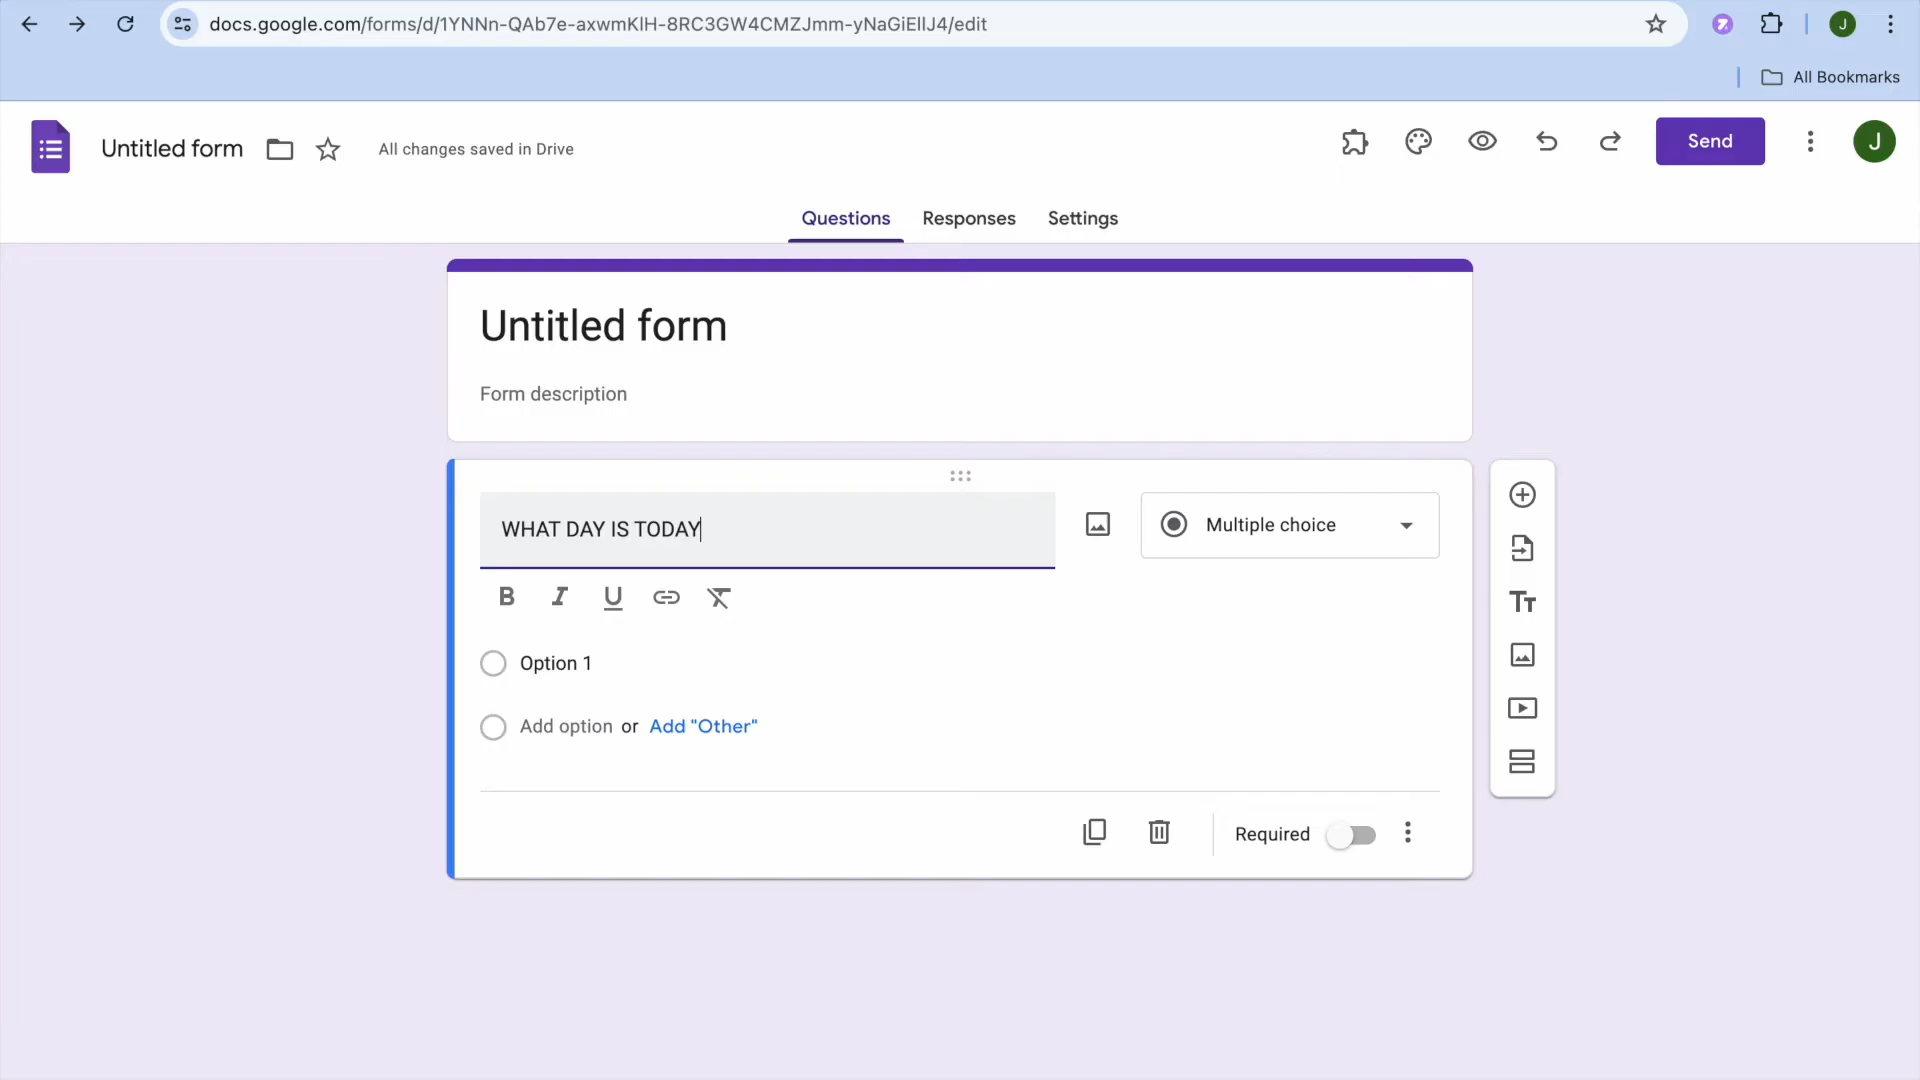 docs.google.com/forms/d/1YNNn-QAb7e-axwmKlH-8RC3GW4CMZJmm-yNaGiEllJ4/edit
J
All Bookmarks
Untitled form
All changes saved in Drive
Send
J
Questions
Responses
Settings
Untitled form
Form description
WHAT DAY IS TODAY
Multiple choice
B I U
Tт
Option 1
Add option or Add "Other"
Required